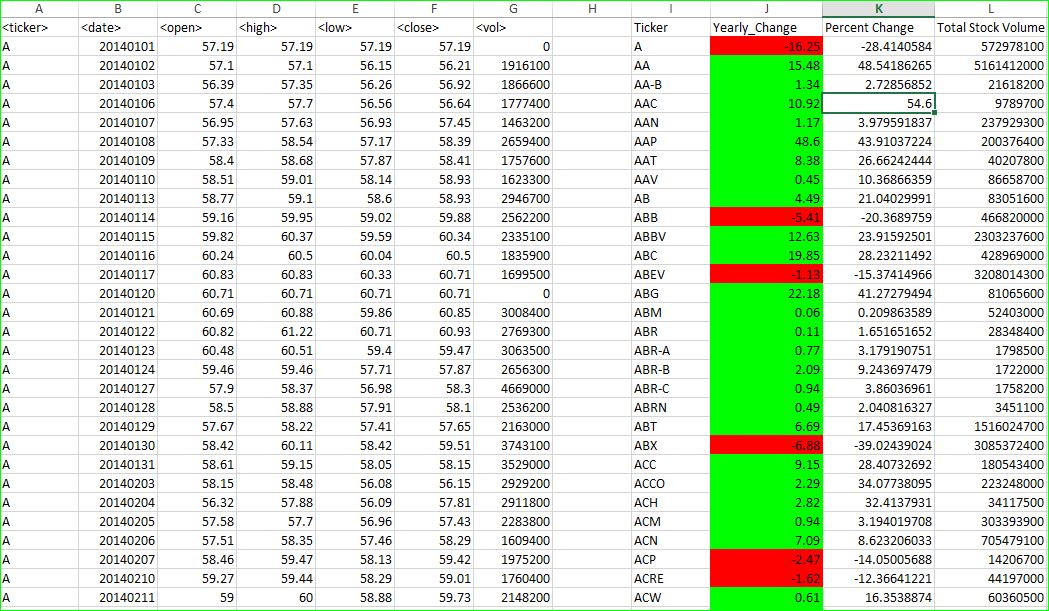 A B C D E F G H I J K L
<ticker> <date> <open> <high> <low> <close> <vol> Ticker Yearly_Change Percent Change Total Stock Volume
A 20140101 57.19 57.19 57.19 57.19 0 A -16.25 -28.4140584 572978100
A 20140102 57.1 57.1 56.15 56.21 1916100 AA 15.48 48.54186265 5161412000
A 20140103 56.39 57.35 56.26 56.92 1866600 AA-B 1.34 2.72856852 21618200
A 20140106 57.4 57.7 56.56 56.64 1777400 AAC 10.92 54.6 9789700
A 20140107 56.95 57.63 56.93 57.45 1463200 AAN 1.17 3.979591837 237929300
A 20140108 57.33 58.54 57.17 58.39 2659400 AAP 48.6 43.91037224 200376400
A 20140109 58.4 58.68 57.87 58.41 1757600 AAT 8.38 26.66242444 40207800
A 20140110 58.51 59.01 58.14 58.93 1623300 AAV 0.45 10.36866359 86658700
A 20140113 58.77 59.1 58.6 58.93 2946700 AB 4.49 21.04029991 83051600
A 20140114 59.16 59.95 59.02 59.88 2562200 ABB -5.41 -20.3689759 466820000
A 20140115 59.82 60.37 59.59 60.34 2335100 ABBV 12.63 23.91592501 2303237600
A 20140116 60.24 60.5 60.04 60.5 1835900 ABC 19.85 28.23211492 428969000
A 20140117 60.83 60.83 60.33 60.71 1699500 ABEV -1.13 -15.37414966 3208014300
A 20140120 60.71 60.71 60.71 60.71 0 ABG 22.18 41.27279494 81065600
A 20140121 60.69 60.88 59.86 60.85 3008400 ABM 0.06 0.209863589 52403000
A 20140122 60.82 61.22 60.71 60.93 2769300 ABR 0.11 1.651651652 28348400
A 20140123 60.48 60.51 59.4 59.47 3063500 ABR-A 0.77 3.179190751 1798500
A 20140124 59.46 59.46 57.71 57.87 2656300 ABR-B 2.09 9.243697479 1722000
A 20140127 57.9 58.37 56.98 58.3 4669000 ABR-C 0.94 3.86036961 1758200
A 20140128 58.5 58.88 57.91 58.1 2536200 ABRN 0.49 2.040816327 3451100
A 20140129 57.67 58.22 57.41 57.65 2163000 ABT 6.69 17.45369163 1516024700
A 20140130 58.42 60.11 58.42 59.51 3743100 ABX -6.88 -39.02439024 3085372400
A 20140131 58.61 59.15 58.05 58.15 3529000 ACC 9.15 28.40732692 180543400
A 20140203 58.15 58.48 56.08 56.15 2929200 ACCO 2.29 34.07738095 223248000
A 20140204 56.32 57.88 56.09 57.81 2911800 ACH 2.82 32.4137931 34117500
A 20140205 57.58 57.7 56.96 57.43 2283800 ACM 0.94 3.194019708 303393900
A 20140206 57.51 58.35 57.46 58.29 1609400 ACN 7.09 8.623206033 705479100
A 20140207 58.46 59.47 58.13 59.42 1975200 ACP -2.47 -14.05005688 14206700
A 20140210 59.27 59.44 58.29 59.01 1760400 ACRE -1.62 -12.36641221 44197000
A 20140211 59 60 58.88 59.73 2148200 ACW 0.61 16.3538874 60360500